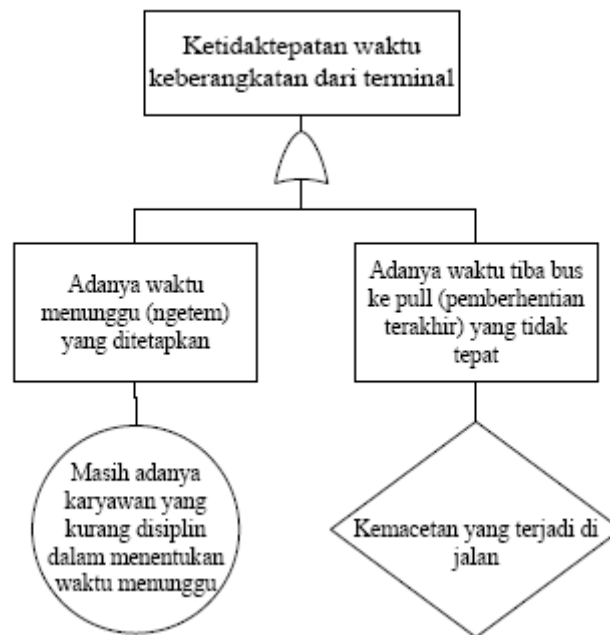 Ketidaktepatan waktu
keberangkatan dari terminal
Adanya waktu
menunggu (ngetem)
yang ditetapkan
Adanya waktu tiba bus
ke pull (pemberhentian
terakhir) yang tidak
tepat
Masih adanya
karyawan yang
kurang disiplin
dalam menentukan
waktu menunggu
Kemacetan yang terjadi di
jalan